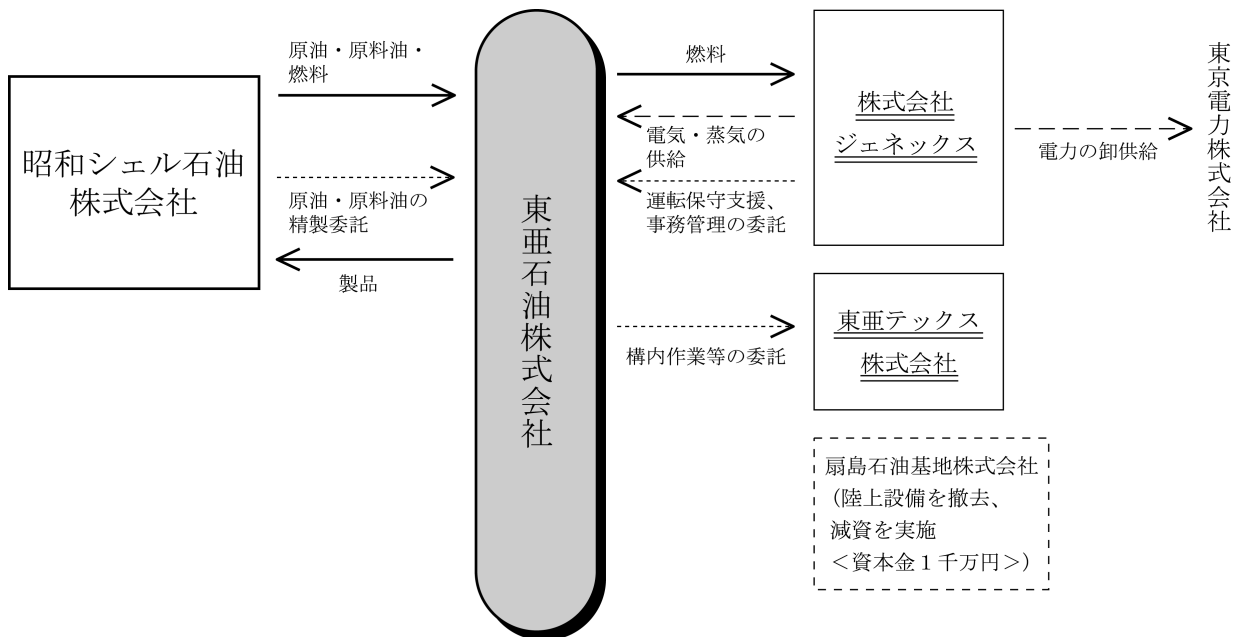 昭和シェル石油
株式会社
原油・原料油・
燃料
原油・原料油の
精製委託
製品
東亜石油株式会社
燃料
電気・蒸気の
供給
運転保守支援、
事務管理の委託
株式会社
ジェネックス
電力の卸供給
東京電力株式会社
構内作業等の委託
東亜テックス
株式会社
扇島石油基地株式会社
（陸上設備を撤去、
減資を実施
＜資本金１千万円＞）